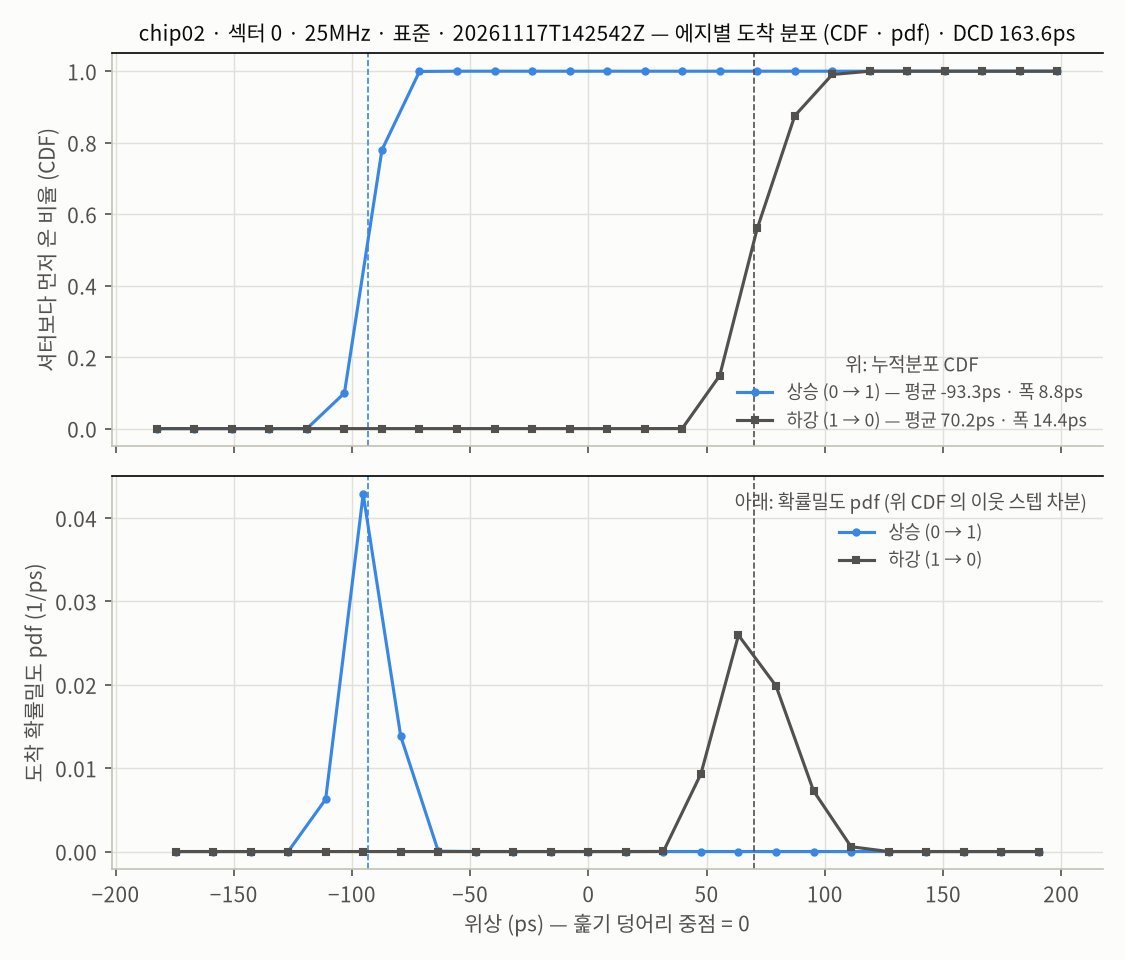 chip02 · 섹터 0 · 25MHz · 표준 · 20261117T142542Z — 에지별 도착 분포 (CDF · pdf) · DCD 163.6ps
셔터보다 먼저 온 비율 (CDF)
1.0
0.8
0.6
0.4
0.2
0.0
위: 누적분포 CDF
상승 (0 → 1) — 평균 -93.3ps · 폭 8.8ps
하강 (1 → 0) — 평균 70.2ps · 폭 14.4ps
도착 확률밀도 pdf (1/ps)
0.04
0.03
0.02
0.01
0.00
아래: 확률밀도 pdf (위 CDF 의 이웃 스텝 차분)
상승 (0 → 1)
하강 (1 → 0)
−200 −150 −100 −50 0 50 100 150 200
위상 (ps) — 훑기 덩어리 중점 = 0